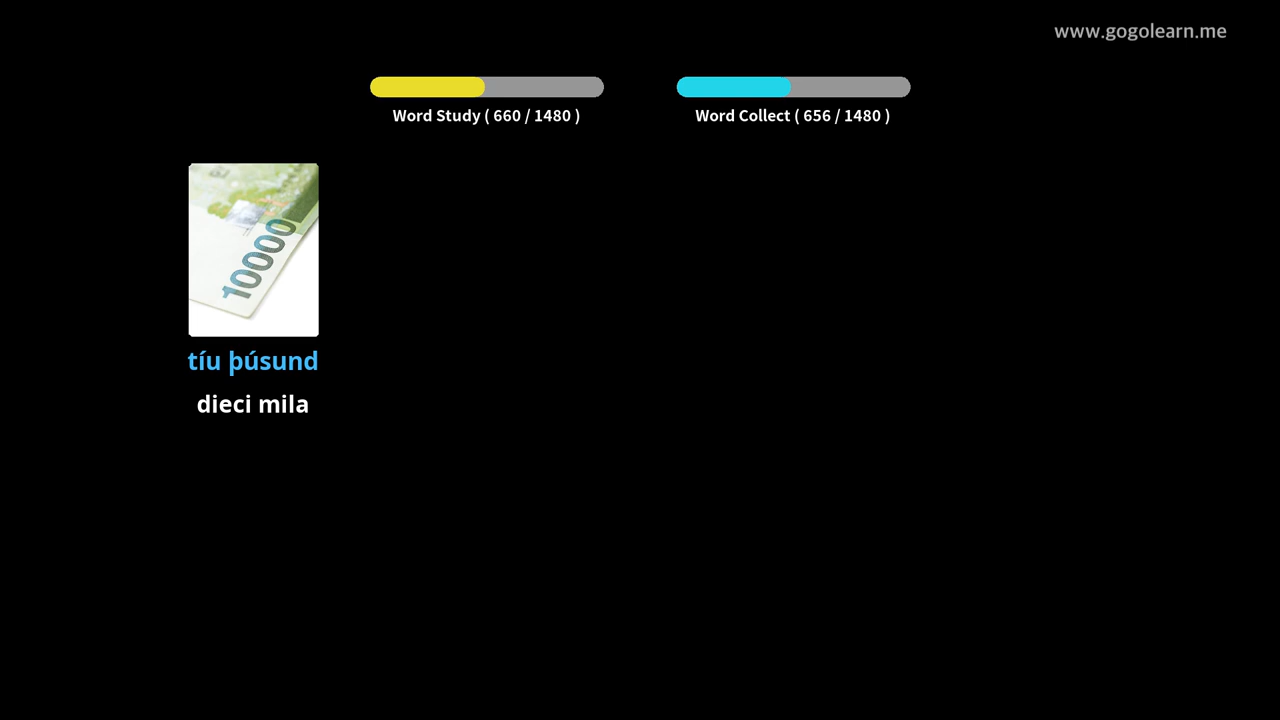 www.gogolearn.me
Word Study ( 660 / 1480 )
Word Collect ( 656 / 1480 )
10000
tíu þúsund
dieci mila